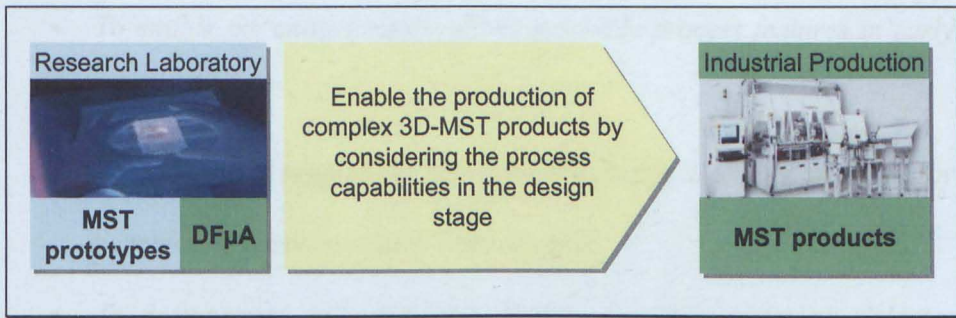 Research Laboratory
MST
prototypes
DFµA
Enable the production of
complex 3D-MST products by
considering the process
capabilities in the design
stage
Industrial Production
MST products